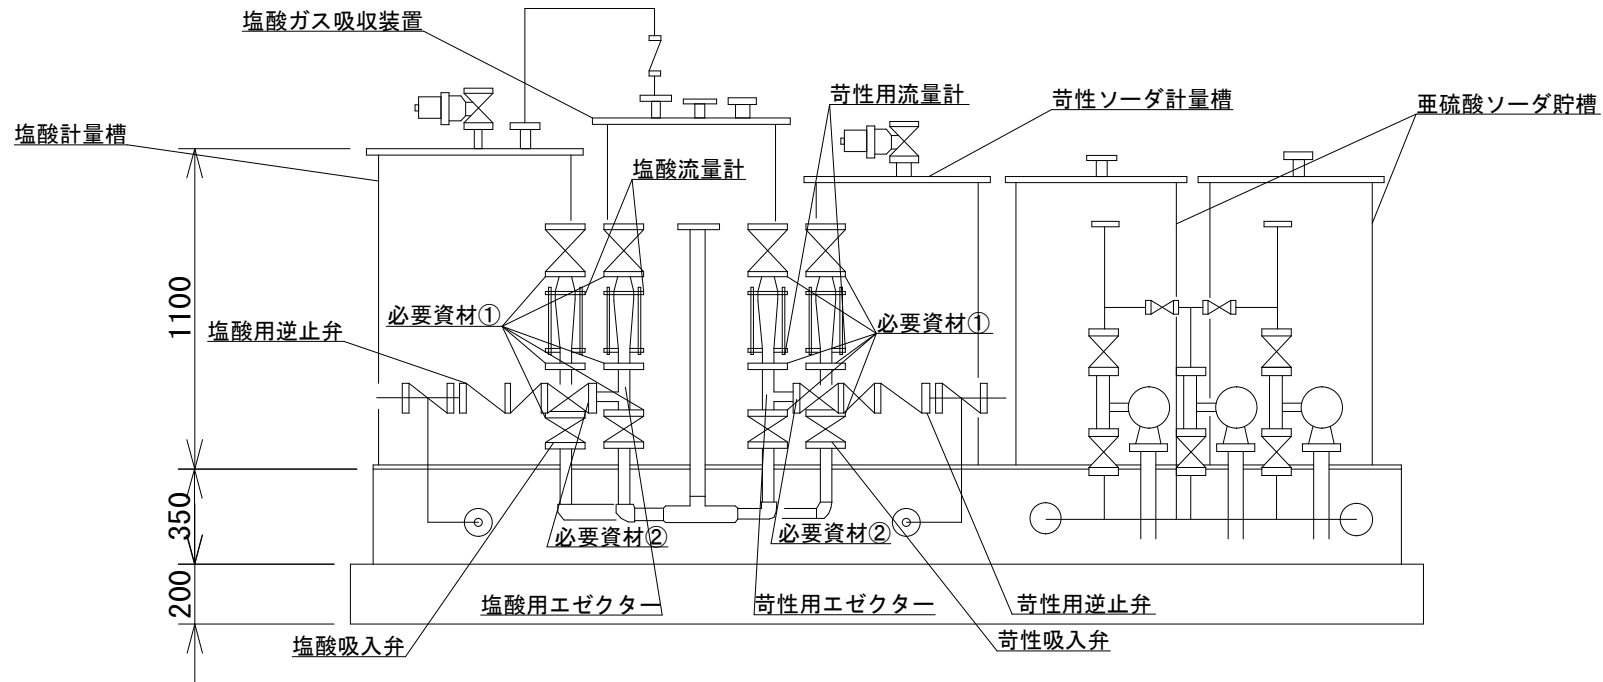 塩酸ガス吸収装置
苛性用流量計
苛性ソーダ計量槽
亜硫酸ソーダ貯槽
塩酸計量槽
塩酸流量計
1100
必要資材①
必要資材①
塩酸用逆止弁
350
必要資材②
必要資材②
200
塩酸用エゼクター
苛性用エゼクター
苛性用逆止弁
塩酸吸入弁
苛性吸入弁